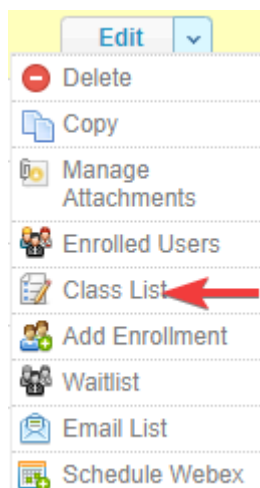 Edit
Delete
Copy
Manage
Attachments
Enrolled Users
Class List
Add Enrollment
Waitlist
Email List
Schedule Webex